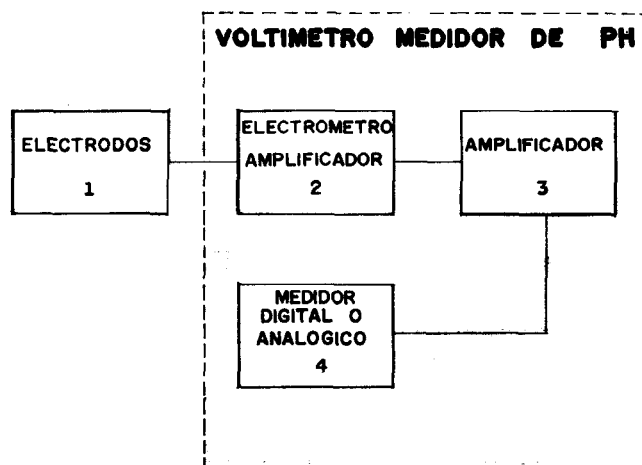 VOLTIMETRO MEDIDOR DE PH
ELECTRODOS
1
ELECTROMETRO
AMPLIFICADOR
2
AMPLIFICADOR
3
MEDIDOR
DIGITAL O
ANALOGICO
4